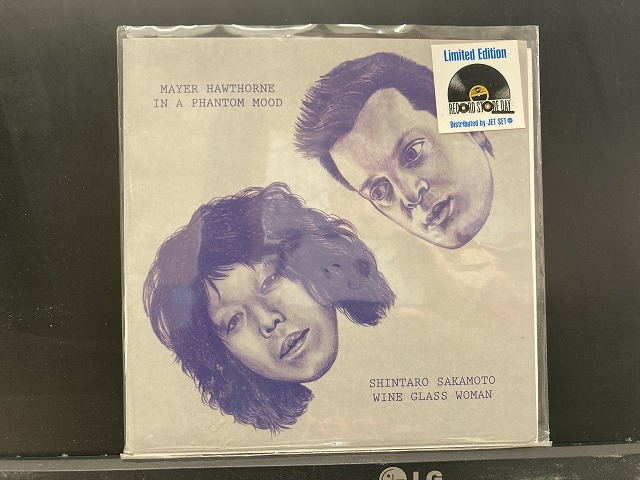 MAYER HAWTHORNE
IN A PHANTOM MOOD
Limited Edition
RECORD STORE DAY
Distributed by JET SET
SHINTARO SAKAMOTO
WINE GLASS WOMAN
LG